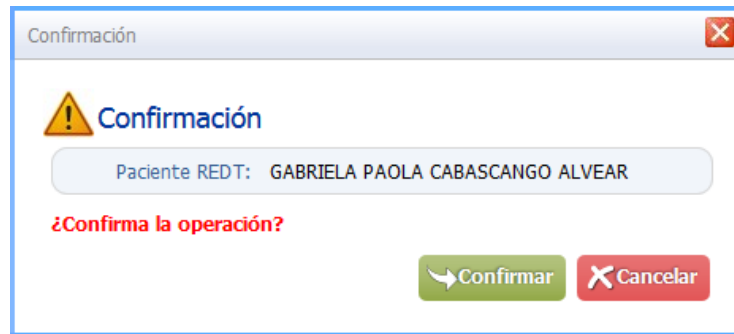 Confirmación
Confirmación
Paciente REDT: GABRIELA PAOLA CABASCANGO ALVEAR
¿Confirma la operación?
Confirmar Cancelar